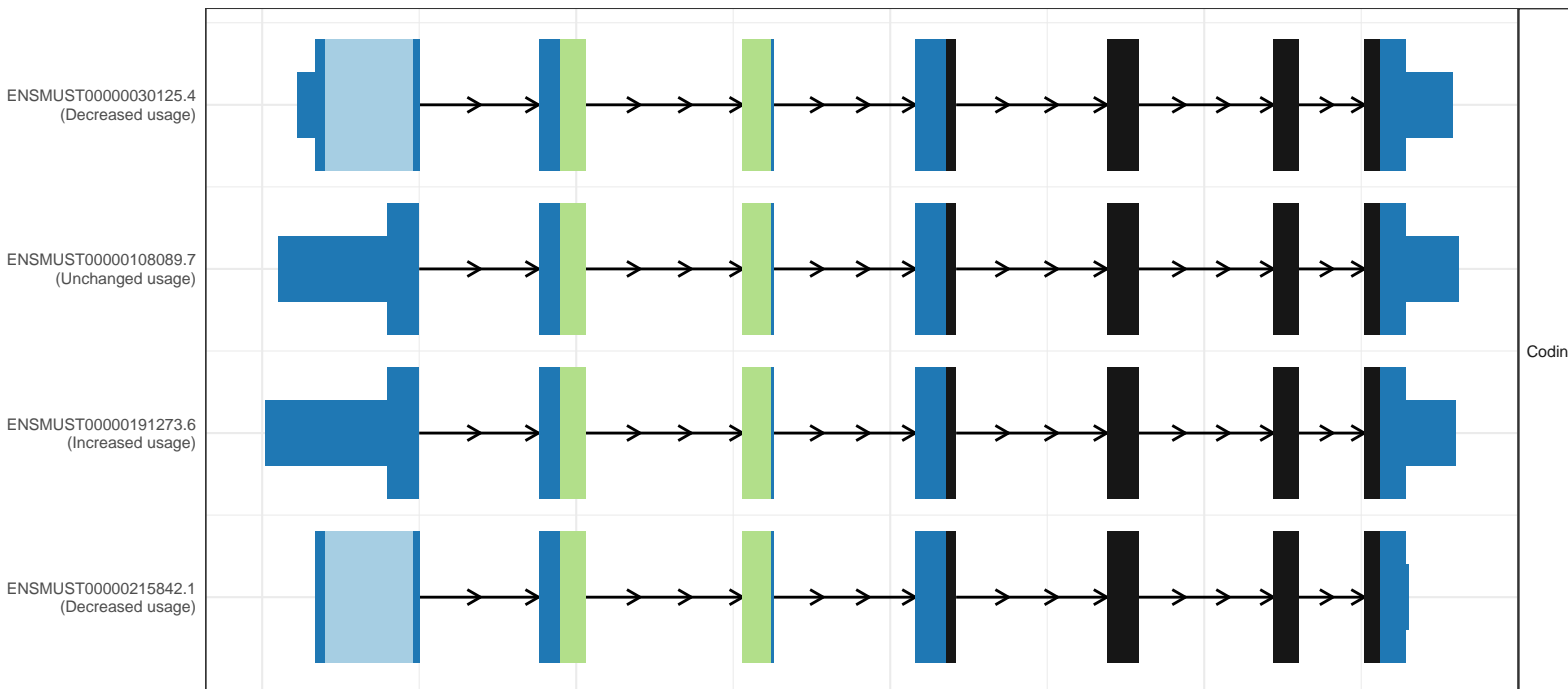 ENSMUST00000030125.4
(Decreased usage)
ENSMUST00000108089.7
(Unchanged usage)
Codin
ENSMUST00000191273.6
(Increased usage)
ENSMUST00000215842.1
(Decreased usage)